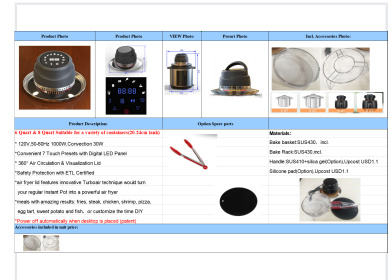 Product Photo Product Photo VIEW Photo Power Photo Incl. Accessories Photo:
Product Description Option Spare parts
6 Quart & 8 Quart Suitable for a variety of containers(20-24cm tank)
* 120V,50-60Hz 1000W,Convection 30W
*Convenient 7 Touch Presets with Digital LED Panel
* 360° Air Circulation & Visualization Lid
*Safety Protection with ETL Certified
*air fryer lid features innovative Turboair technique would turn
your regular Instant Pot into a powerful air fryer
*meals with amazing results: fries, steak, chicken, shrimp, pizza,
egg tart, sweet potato and fish, or customize the time DIY
*Power off automatically when desktop is placed (patent)
Materials:
Bake basket:SUS430, incl.
Bake Rack:SUS430,incl.
Handle SUS410+silica gel(Option),Upcost USD1.1
Silicone pad(Option),Upcost USD1.1
Accessories included in unit price: